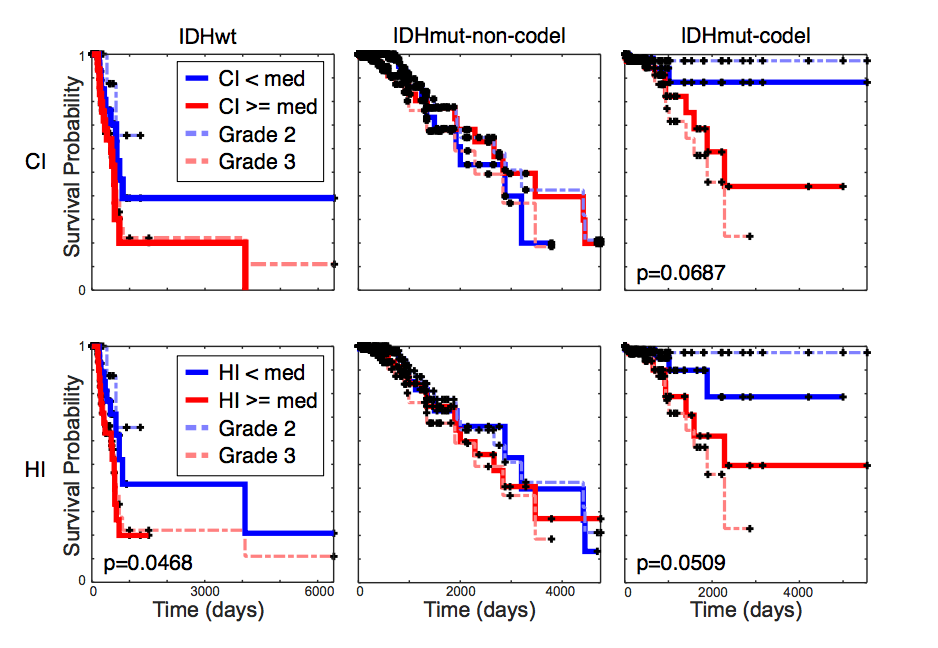 IDHwt
IDHmut-non-codel
IDHmut-codel
CI
Survival Probability
1
0
CI < med
CI >= med
Grade 2
Grade 3
p=0.0687
HI
Survival Probability
1
0
HI < med
HI >= med
Grade 2
Grade 3
p=0.0468
p=0.0509
0 3000 6000
0 2000 4000
0 2000 4000
Time (days)
Time (days)
Time (days)